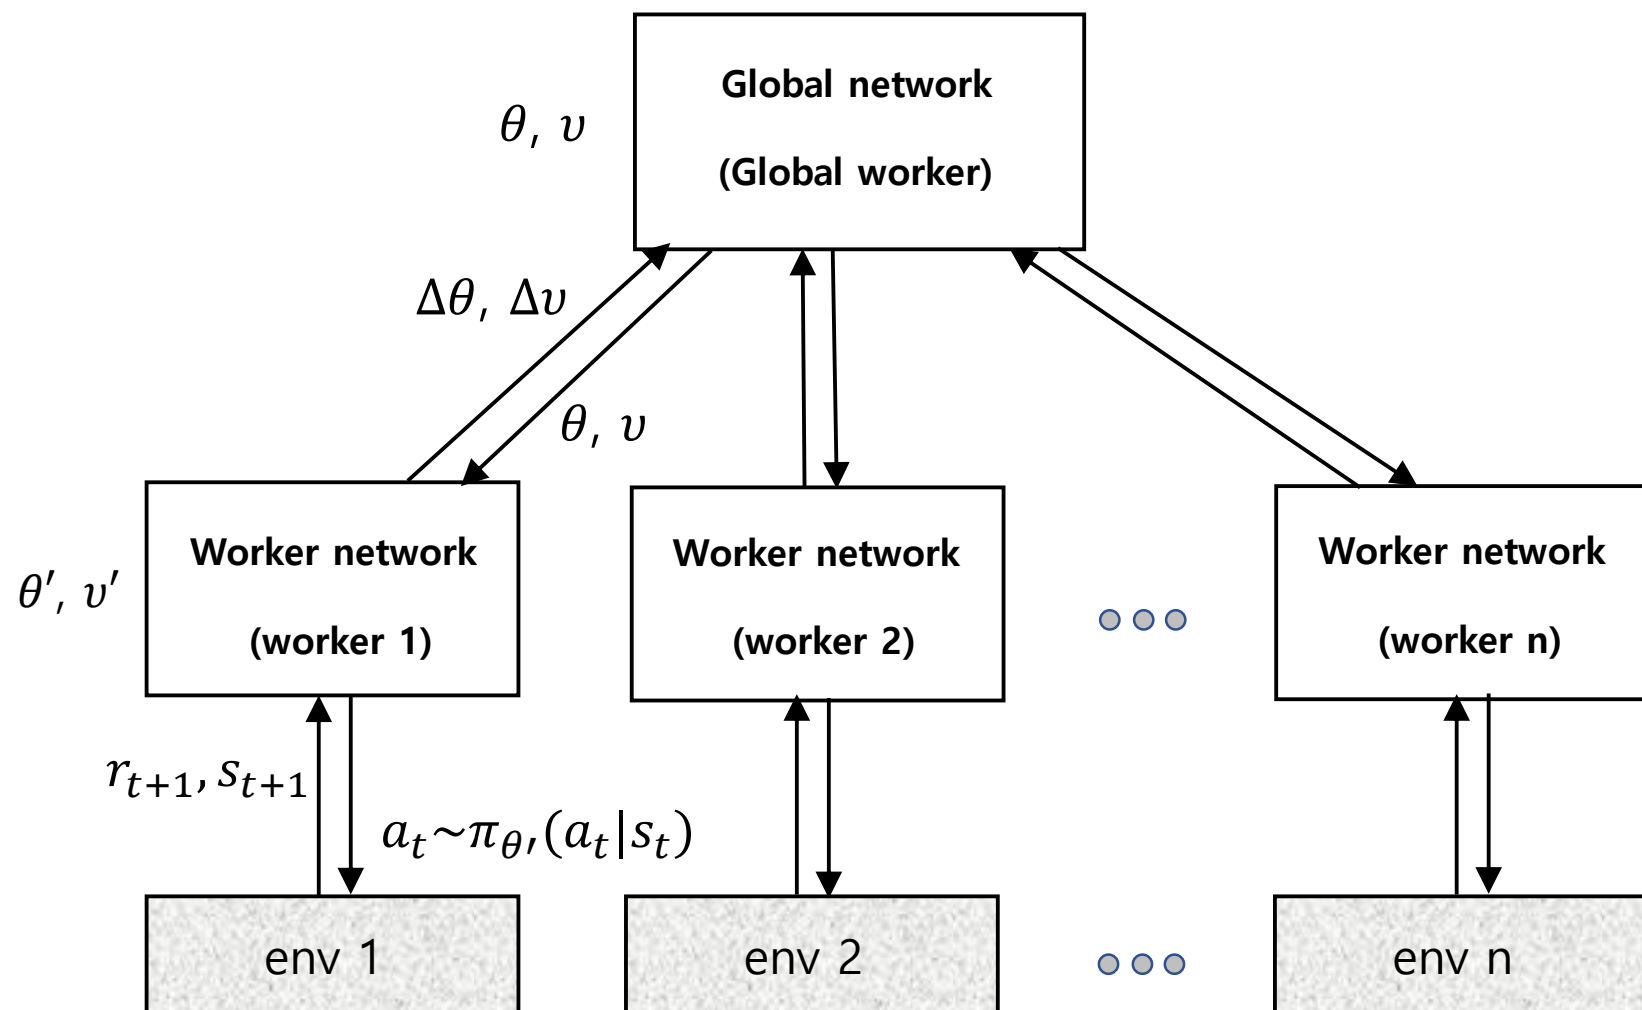 Global network
(Global worker)
θ, υ
Δθ, Δυ
θ, υ
Worker network
(worker 1)
θ′, υ′
Worker network
(worker 2)
Worker network
(worker n)
r_{t+1}, s_{t+1}
a_t~π_{θ′}(a_t|s_t)
env 1
env 2
env n